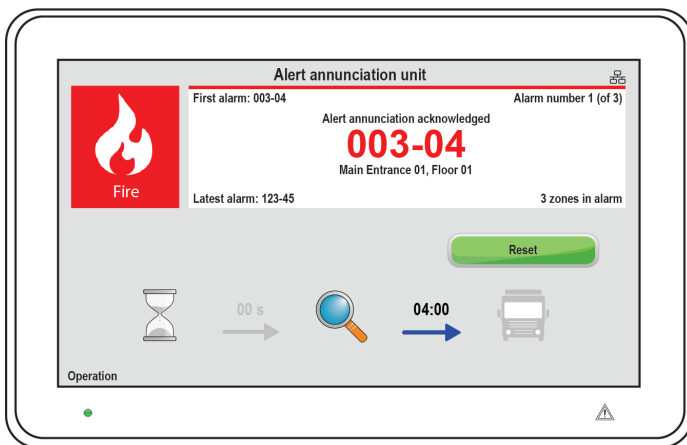 Alert annunciation unit
First alarm: 003-04
Alarm number 1 (of 3)
Alert annunciation acknowledged
003-04
Main Entrance 01, Floor 01
Fire
Latest alarm: 123-45
3 zones in alarm
Reset
00 s
04:00
Operation